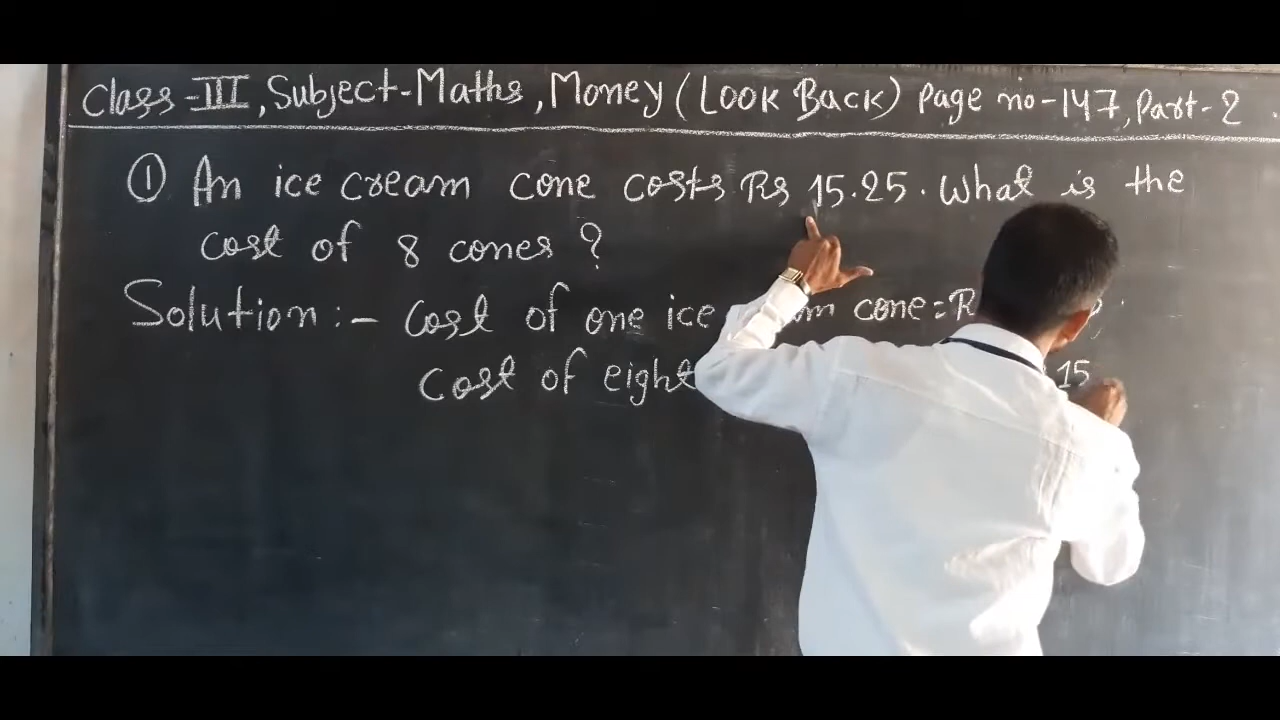 Class-III, Subject-Maths, Money (Look Back) Page no-147, Part-2.
① An ice cream cone costs Rs 15.25. What is the
cost of 8 cones?
Solution:- Cost of one ice cone=R
Cost of eight 15